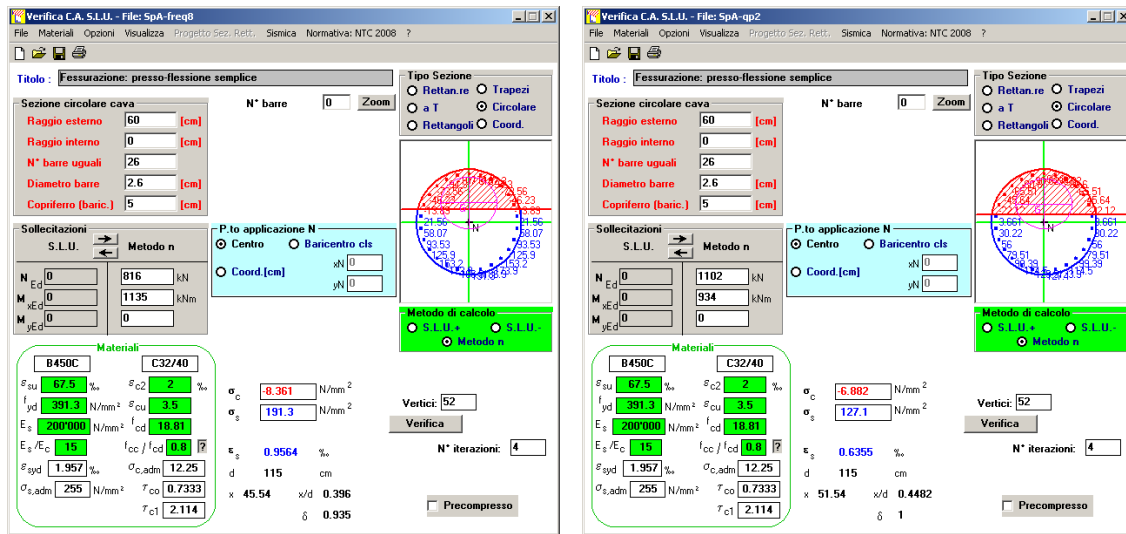 Verifica C.A. S.L.U. - File: SpA-freq8
File Materiali Opzioni Visualizza Progetto Sez. Rett. Sismica Normativa: NTC 2008 ?
Titolo : Fessurazione: presso-flessione semplice
Sezione circolare cava
Raggio esterno 60 [cm]
Raggio interno 0 [cm]
N° barre uguali 26
Diametro barre 2.6 [cm]
Copriferro (baric.) 5 [cm]
N° barre 0 Zoom
Tipo Sezione
Rettan.re Trapezi
a T Circolare
Rettangoli Coord.
Sollecitazioni
S.L.U. Metodo n
N Ed 0 816 kN
M xEd 0 1135 kNm
M yEd 0 0
P.to applicazione N
Centro Baricentro cls
Coord.[cm] xN 0
yN 0
N
21.56
58.07
93.53
125.9
Metodo di calcolo
S.L.U.+ S.L.U.-
Metodo n
Materiali
B450C C32/40
εsu 67.5 ‰ εc2 2 ‰
fyd 391.3 N/mm² εcu 3.5
Es 200'000 N/mm² fcd 18.81
Es/Ec 15 fcc/fcd 0.8 ?
εsyd 1.957 ‰ σc,adm 12.25
σs,adm 255 N/mm² τco 0.7333
τc1 2.114
σc -8.361 N/mm²
σs 191.3 N/mm²
εs 0.9564 ‰
d 115 cm
x 45.54 x/d 0.396
δ 0.935
Vertici: 52
Verifica
N° iterazioni: 4
Precompresso
Verifica C.A. S.L.U. - File: SpA-qp2
File Materiali Opzioni Visualizza Progetto Sez. Rett. Sismica Normativa: NTC 2008 ?
Titolo : Fessurazione: presso-flessione semplice
Sezione circolare cava
Raggio esterno 60 [cm]
Raggio interno 0 [cm]
N° barre uguali 26
Diametro barre 2.6 [cm]
Copriferro (baric.) 5 [cm]
N° barre 0 Zoom
Tipo Sezione
Rettan.re Trapezi
a T Circolare
Rettangoli Coord.
Sollecitazioni
S.L.U. Metodo n
N Ed 0 1102 kN
M xEd 0 934 kNm
M yEd 0 0
P.to applicazione N
Centro Baricentro cls
Coord.[cm] xN 0
yN 0
N
3.661
30.22
56
79.51
Metodo di calcolo
S.L.U.+ S.L.U.-
Metodo n
Materiali
B450C C32/40
εsu 67.5 ‰ εc2 2 ‰
fyd 391.3 N/mm² εcu 3.5
Es 200'000 N/mm² fcd 18.81
Es/Ec 15 fcc/fcd 0.8 ?
εsyd 1.957 ‰ σc,adm 12.25
σs,adm 255 N/mm² τco 0.7333
τc1 2.114
σc -6.882 N/mm²
σs 127.1 N/mm²
εs 0.6355 ‰
d 115 cm
x 51.54 x/d 0.4482
δ 1
Vertici: 52
Verifica
N° iterazioni: 4
Precompresso